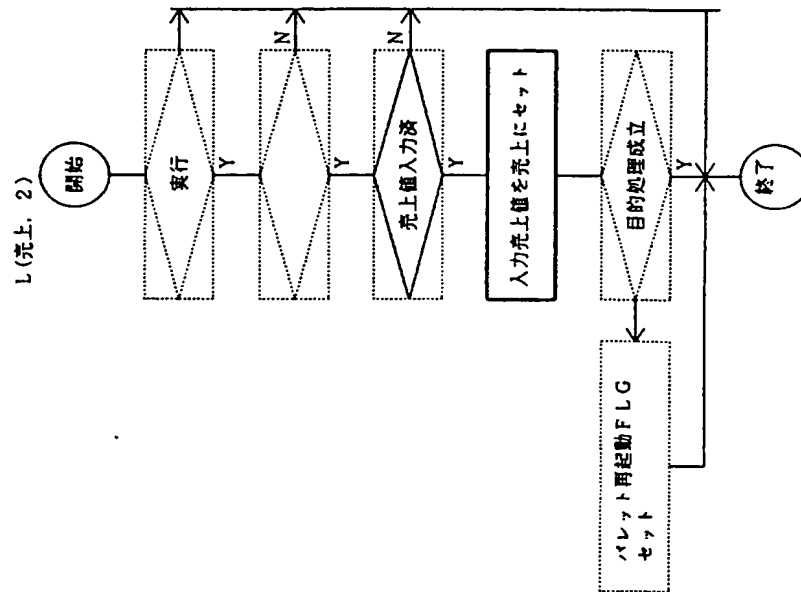 L(売上, 2)
開始
実行
Y
N
Y
売上値入力済
N
Y
入力売上値を売上にセット
目的処理成立
Y
パレット再起動FLG
セット
終了